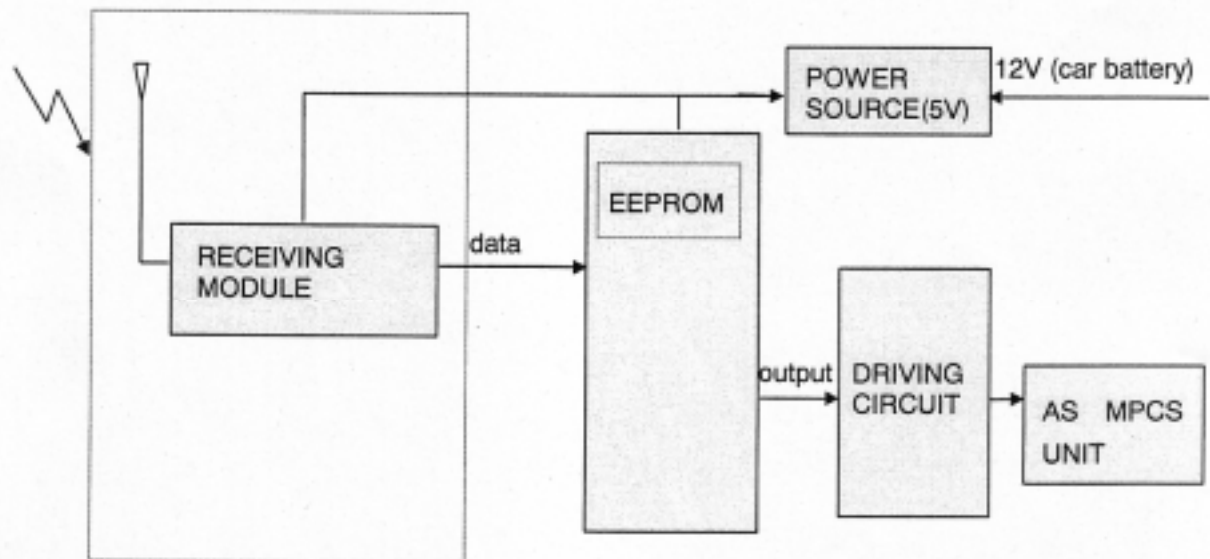 POWER
SOURCE(5V)
12V (car battery)
EEPROM
RECEIVING
MODULE
data
output
DRIVING
CIRCUIT
AS MPCS
UNIT